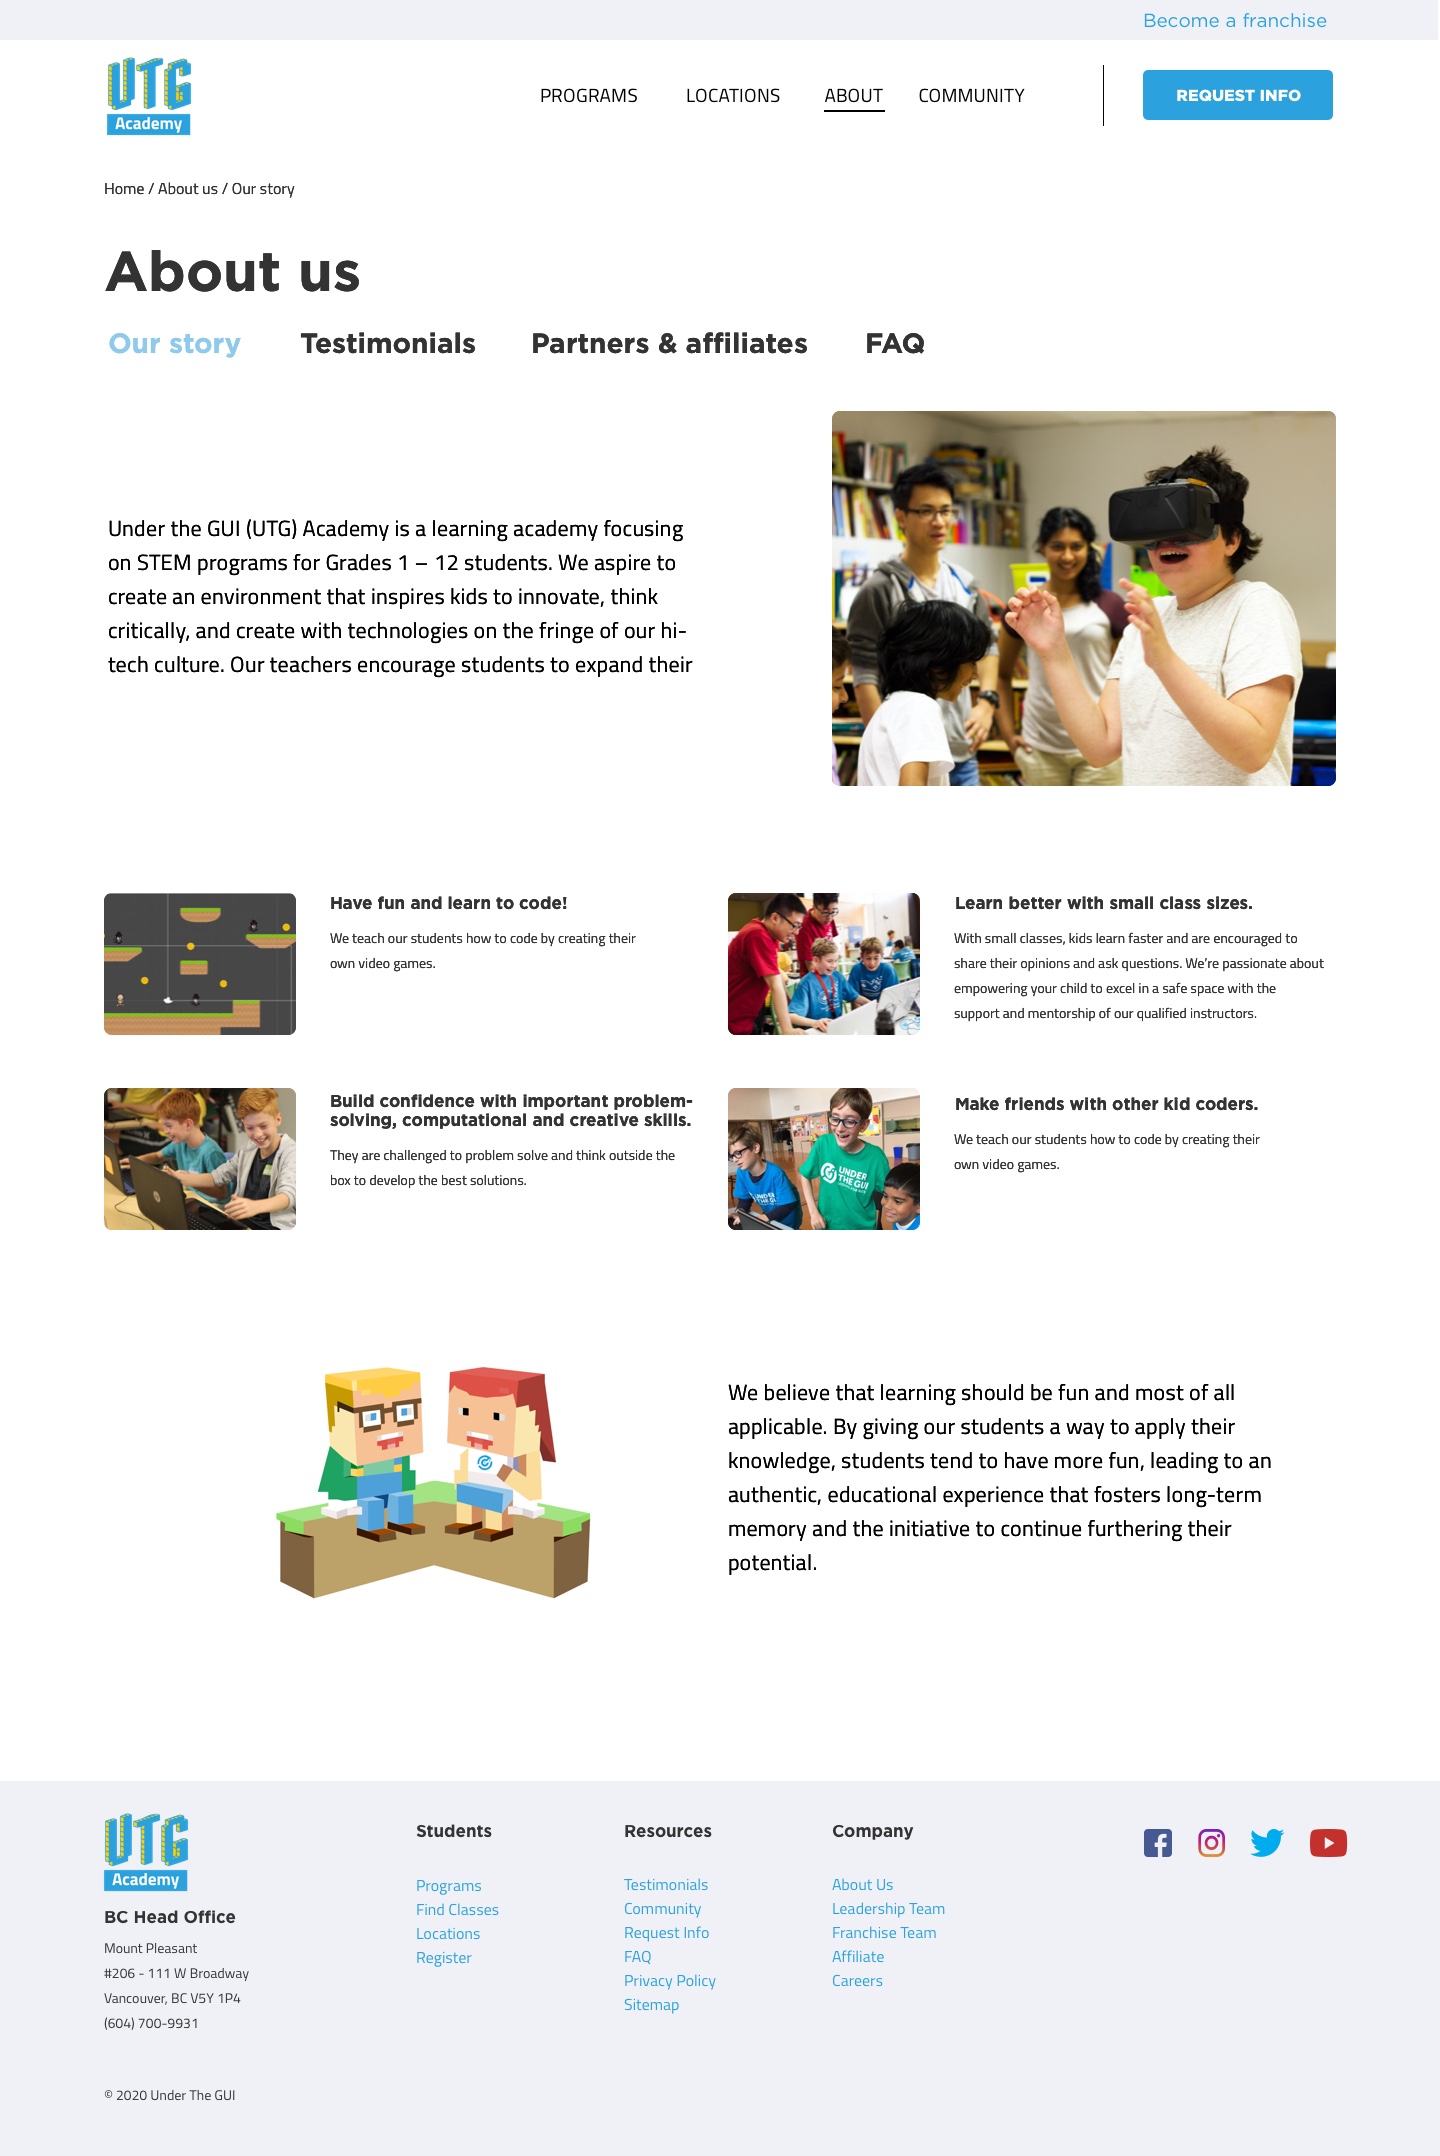 Become a franchise
UTG
Academy
PROGRAMS
LOCATIONS
ABOUT
COMMUNITY
REQUEST INFO
Home / About us / Our story
About us
Our story
Testimonials
Partners & affiliates
FAQ
Under the GUI (UTG) Academy is a learning academy focusing
on STEM programs for Grades 1 – 12 students. We aspire to
create an environment that inspires kids to innovate, think
critically, and create with technologies on the fringe of our hi-
tech culture. Our teachers encourage students to expand their
Have fun and learn to code!
We teach our students how to code by creating their
own video games.
Learn better with small class sizes.
With small classes, kids learn faster and are encouraged to
share their opinions and ask questions. We’re passionate about
empowering your child to excel in a safe space with the
support and mentorship of our qualified instructors.
Build confidence with important problem-
solving, computational and creative skills.
They are challenged to problem solve and think outside the
box to develop the best solutions.
UNDER
THE GUI
UNDER
THE GUI
Make friends with other kid coders.
We teach our students how to code by creating their
own video games.
We believe that learning should be fun and most of all
applicable. By giving our students a way to apply their
knowledge, students tend to have more fun, leading to an
authentic, educational experience that fosters long-term
memory and the initiative to continue furthering their
potential.
UTG
Academy
BC Head Office
Mount Pleasant
#206 - 111 W Broadway
Vancouver, BC V5Y 1P4
(604) 700-9931
Students
Programs
Find Classes
Locations
Register
Resources
Testimonials
Community
Request Info
FAQ
Privacy Policy
Sitemap
Company
About Us
Leadership Team
Franchise Team
Affiliate
Careers
© 2020 Under The GUI